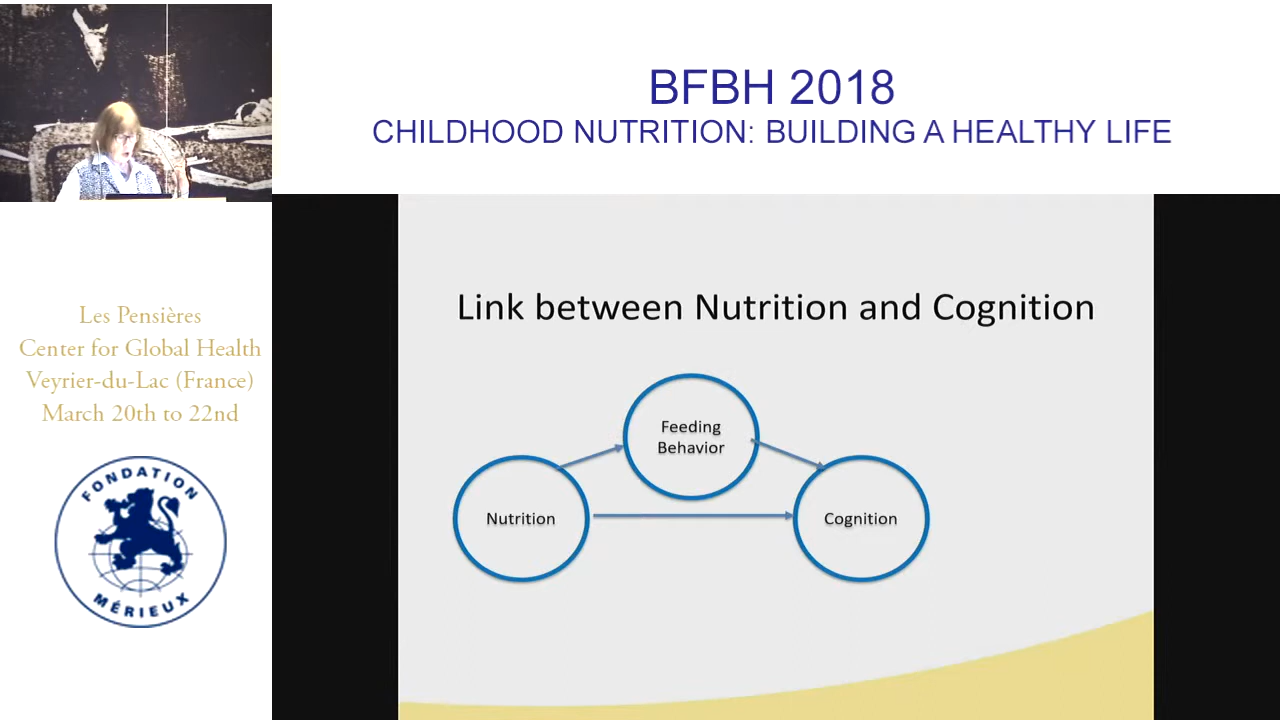 BFBH 2018
CHILDHOOD NUTRITION: BUILDING A HEALTHY LIFE
Les Pensières
Center for Global Health
Veyrier-du-Lac (France)
March 20th to 22nd
FONDATION
MÉRIEUX
Link between Nutrition and Cognition
Feeding
Behavior
Nutrition
Cognition